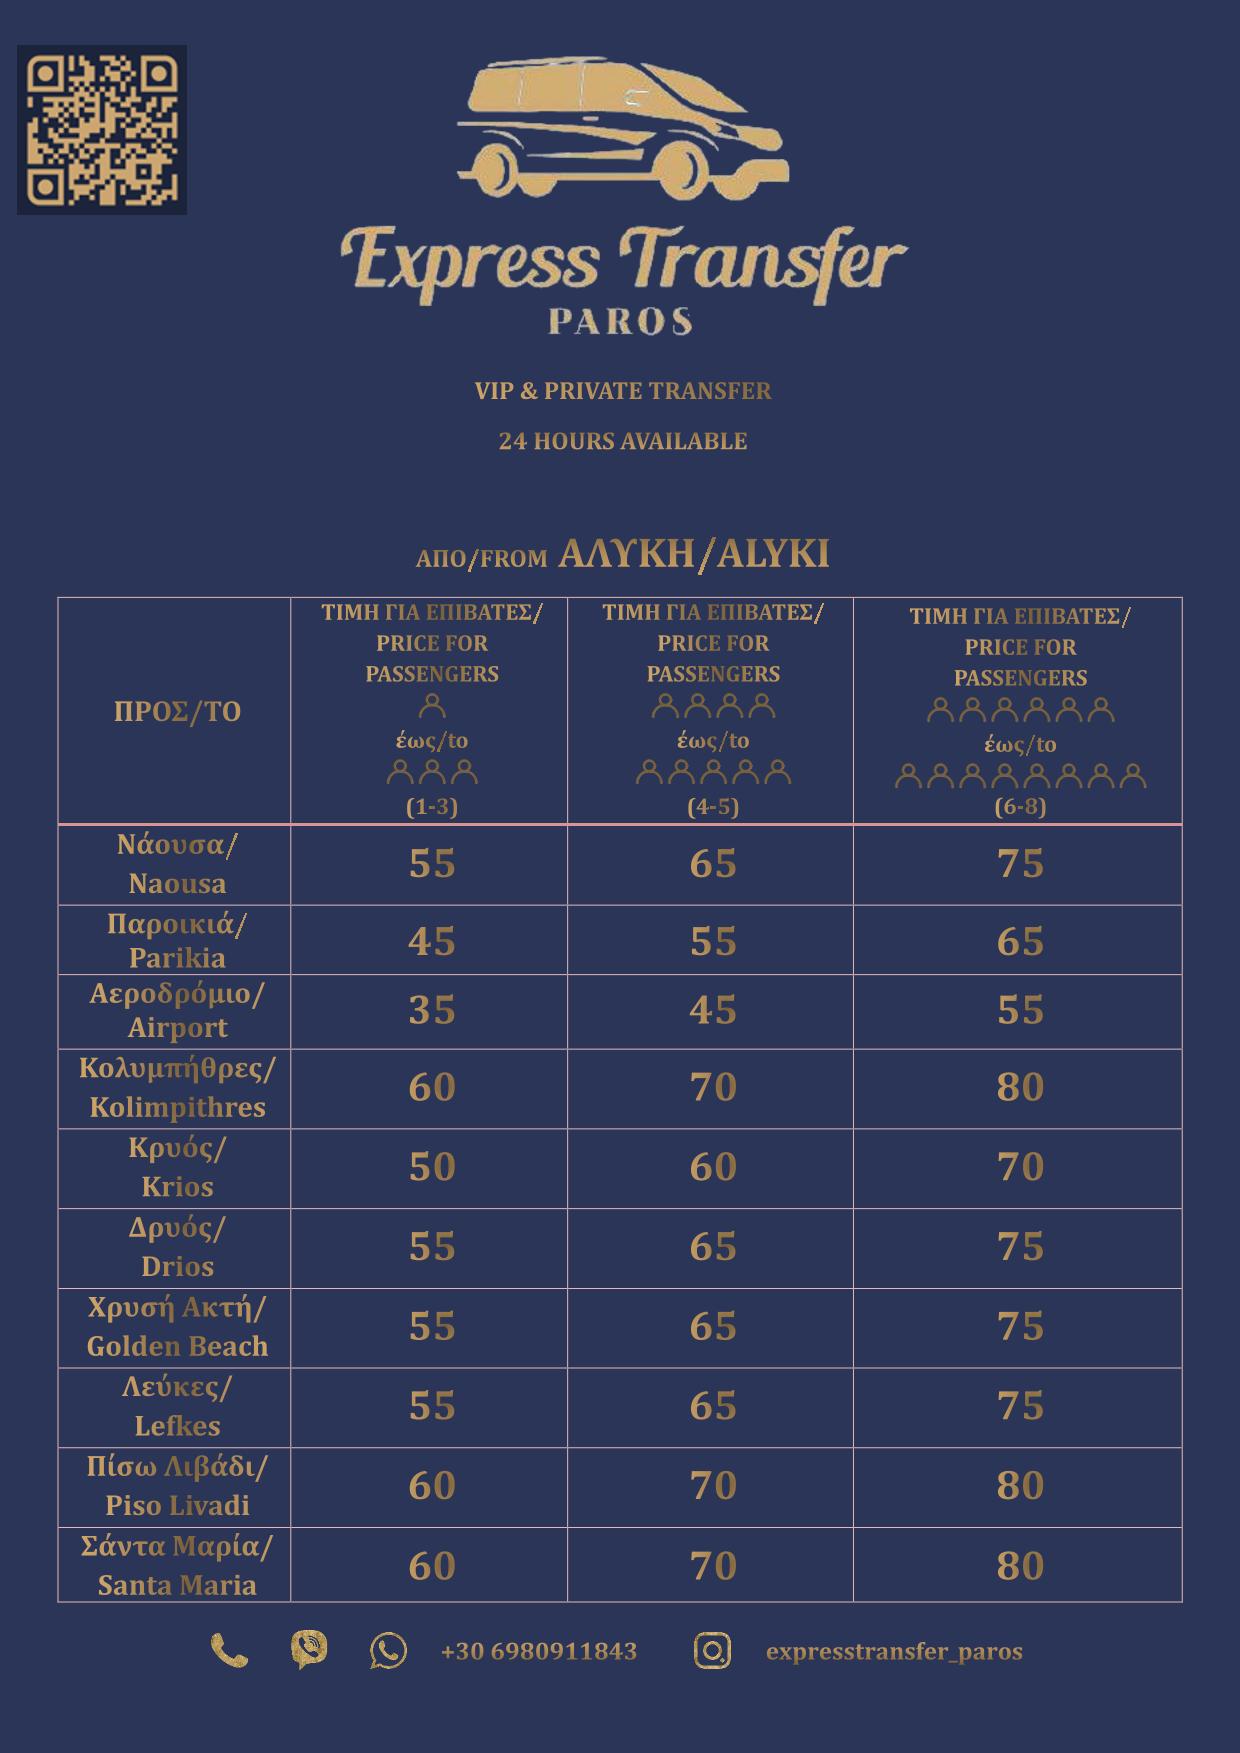 Express Transfer
PAROS
VIP & PRIVATE TRANSFER
24 HOURS AVAILABLE
ΑΠΟ/FROM ΑΛΥΚΗ/ALYKI
ΠΡΟΣ/TO
ΤΙΜΗ ΓΙΑ ΕΠΙΒΑΤΕΣ/
PRICE FOR
PASSENGERS
έως/to
(1-3)
ΤΙΜΗ ΓΙΑ ΕΠΙΒΑΤΕΣ/
PRICE FOR
PASSENGERS
έως/to
(4-5)
ΤΙΜΗ ΓΙΑ ΕΠΙΒΑΤΕΣ/
PRICE FOR
PASSENGERS
έως/to
(6-8)
Νάουσα/
Naousa
55 65 75
Παροικιά/
Parikia
45 55 65
Αεροδρόμιο/
Airport
35 45 55
Κολυμπήθρες/
Kolimpithres
60 70 80
Κρυός/
Krios
50 60 70
Δρυός/
Drios
55 65 75
Χρυσή Ακτή/
Golden Beach
55 65 75
Λεύκες/
Lefkes
55 65 75
Πίσω Λιβάδι/
Piso Livadi
60 70 80
Σάντα Μαρία/
Santa Maria
60 70 80
+30 6980911843 expresstransfer_paros